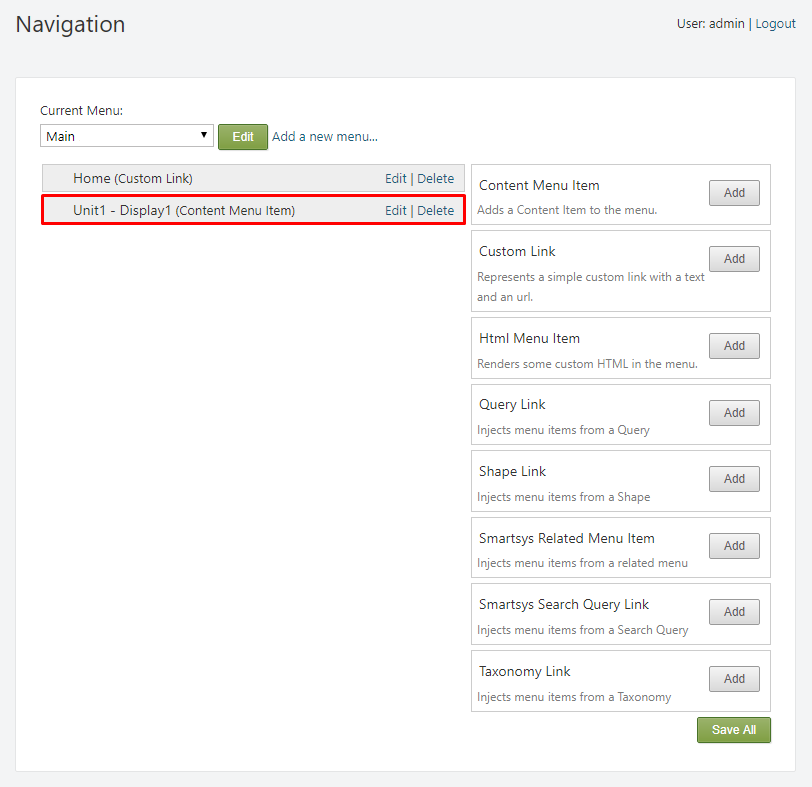 Navigation
User: admin | Logout
Current Menu:
Main
Edit
Add a new menu...
Home (Custom Link)
Edit | Delete
Unit1 - Display1 (Content Menu Item)
Edit | Delete
Content Menu Item
Add
Adds a Content Item to the menu.
Custom Link
Add
Represents a simple custom link with a text
and an url.
Html Menu Item
Add
Renders some custom HTML in the menu.
Query Link
Add
Injects menu items from a Query
Shape Link
Add
Injects menu items from a Shape
Smartsys Related Menu Item
Add
Injects menu items from a related menu
Smartsys Search Query Link
Add
Injects menu items from a Search Query
Taxonomy Link
Add
Injects menu items from a Taxonomy
Save All